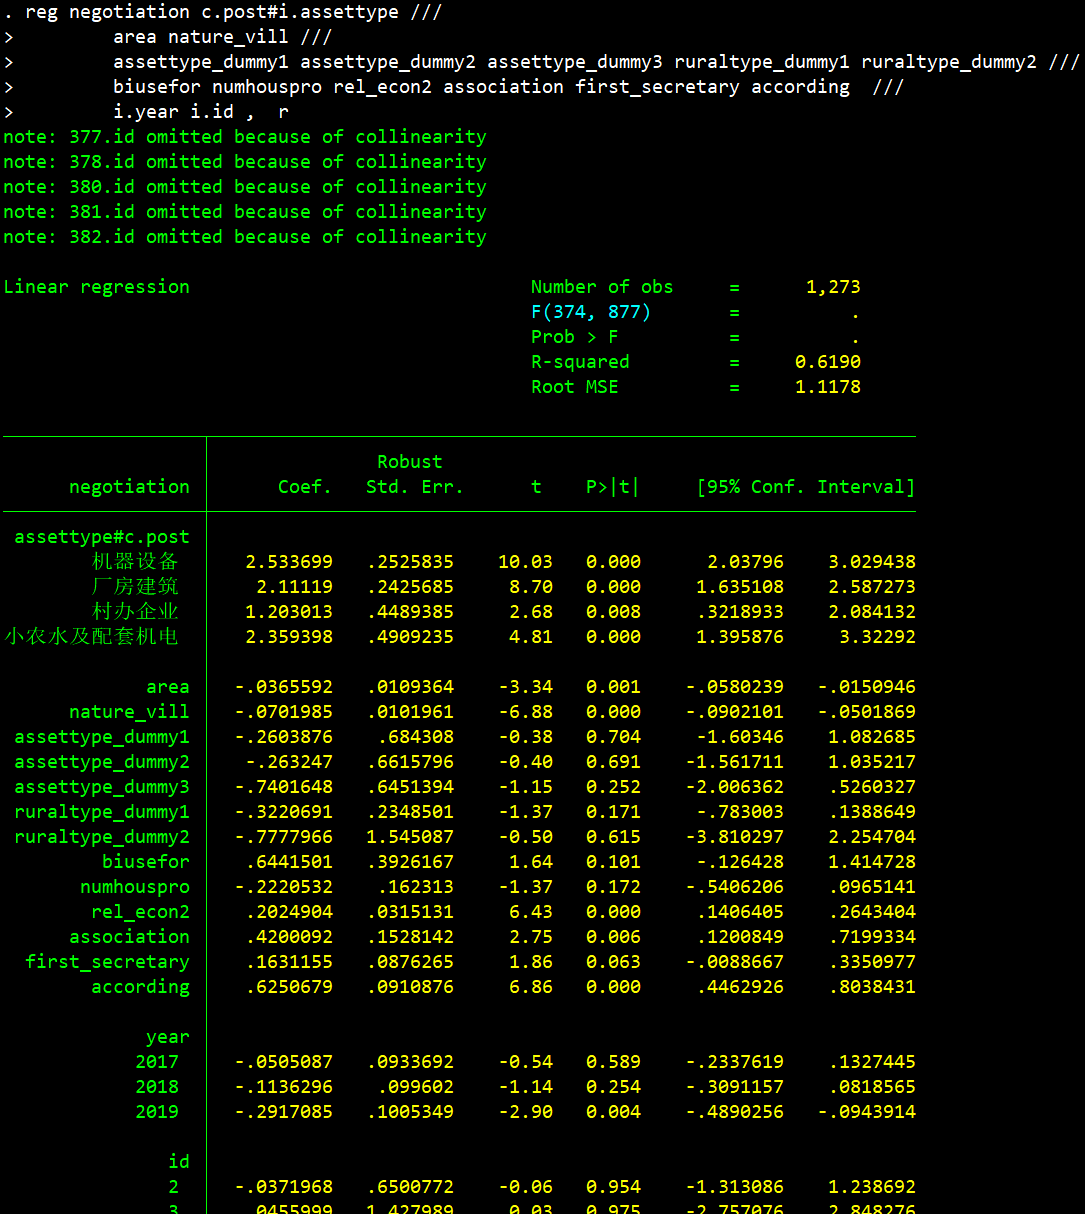 . reg negotiation c.post#i.assettype ///
> area nature_vill ///
> assettype_dummy1 assettype_dummy2 assettype_dummy3 ruraltype_dummy1 ruraltype_dummy2 ///
> biusefor numhouspro rel_econ2 association first_secretary according ///
> i.year i.id , r
note: 377.id omitted because of collinearity
note: 378.id omitted because of collinearity
note: 380.id omitted because of collinearity
note: 381.id omitted because of collinearity
note: 382.id omitted because of collinearity
Linear regression Number of obs = 1,273
F(374, 877) = .
Prob > F = .
R-squared = 0.6190
Root MSE = 1.1178
Robust
negotiation Coef. Std. Err. t P>|t| [95% Conf. Interval]
assettype#c.post
机器设备 2.533699 .2525835 10.03 0.000 2.03796 3.029438
厂房建筑 2.11119 .2425685 8.70 0.000 1.635108 2.587273
村办企业 1.203013 .4489385 2.68 0.008 .3218933 2.084132
小农水及配套机电 2.359398 .4909235 4.81 0.000 1.395876 3.32292
area -.0365592 .0109364 -3.34 0.001 -.0580239 -.0150946
nature_vill -.0701985 .0101961 -6.88 0.000 -.0902101 -.0501869
assettype_dummy1 -.2603876 .684308 -0.38 0.704 -1.60346 1.082685
assettype_dummy2 -.263247 .6615796 -0.40 0.691 -1.561711 1.035217
assettype_dummy3 -.7401648 .6451394 -1.15 0.252 -2.006362 .5260327
ruraltype_dummy1 -.3220691 .2348501 -1.37 0.171 -.783003 .1388649
ruraltype_dummy2 -.7777966 1.545087 -0.50 0.615 -3.810297 2.254704
biusefor .6441501 .3926167 1.64 0.101 -.126428 1.414728
numhouspro -.2220532 .162313 -1.37 0.172 -.5406206 .0965141
rel_econ2 .2024904 .0315131 6.43 0.000 .1406405 .2643404
association .4200092 .1528142 2.75 0.006 .1200849 .7199334
first_secretary .1631155 .0876265 1.86 0.063 -.0088667 .3350977
according .6250679 .0910876 6.86 0.000 .4462926 .8038431
year
2017 -.0505087 .0933692 -0.54 0.589 -.2337619 .1327445
2018 -.1136296 .099602 -1.14 0.254 -.3091157 .0818565
2019 -.2917085 .1005349 -2.90 0.004 -.4890256 -.0943914
id
2 -.0371968 .6500772 -0.06 0.954 -1.313086 1.238692
3 .0455999 1.427989 0.03 0.975 -2.757076 2.848276